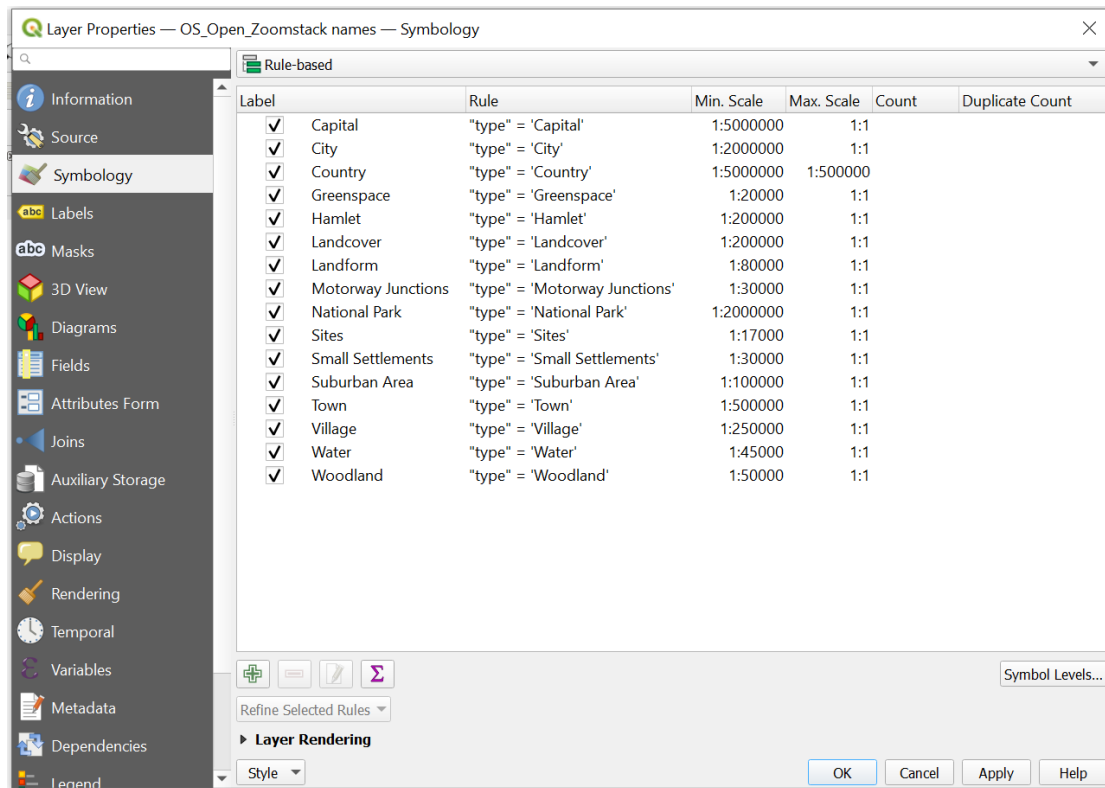 Layer Properties — OS_Open_Zoomstack names — Symbology
Information
Source
Symbology
abc Labels
abc Masks
3D View
Diagrams
Fields
Attributes Form
Joins
Auxiliary Storage
Actions
Display
Rendering
Temporal
Variables
Metadata
Dependencies
Legend
Rule-based
Label Rule Min. Scale Max. Scale Count Duplicate Count
Capital "type" = 'Capital' 1:5000000 1:1
City "type" = 'City' 1:2000000 1:1
Country "type" = 'Country' 1:5000000 1:500000
Greenspace "type" = 'Greenspace' 1:20000 1:1
Hamlet "type" = 'Hamlet' 1:200000 1:1
Landcover "type" = 'Landcover' 1:200000 1:1
Landform "type" = 'Landform' 1:80000 1:1
Motorway Junctions "type" = 'Motorway Junctions' 1:30000 1:1
National Park "type" = 'National Park' 1:2000000 1:1
Sites "type" = 'Sites' 1:17000 1:1
Small Settlements "type" = 'Small Settlements' 1:30000 1:1
Suburban Area "type" = 'Suburban Area' 1:100000 1:1
Town "type" = 'Town' 1:500000 1:1
Village "type" = 'Village' 1:250000 1:1
Water "type" = 'Water' 1:45000 1:1
Woodland "type" = 'Woodland' 1:50000 1:1
Σ
Symbol Levels...
Refine Selected Rules
Layer Rendering
Style OK Cancel Apply Help